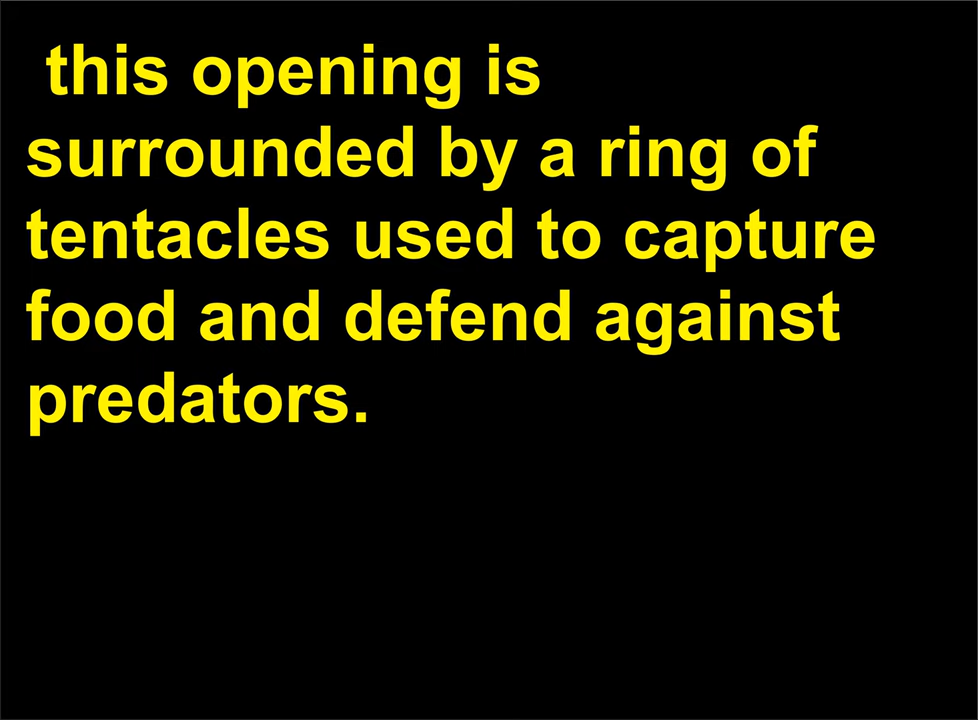 this opening is
surrounded by a ring of
tentacles used to capture
food and defend against
predators.